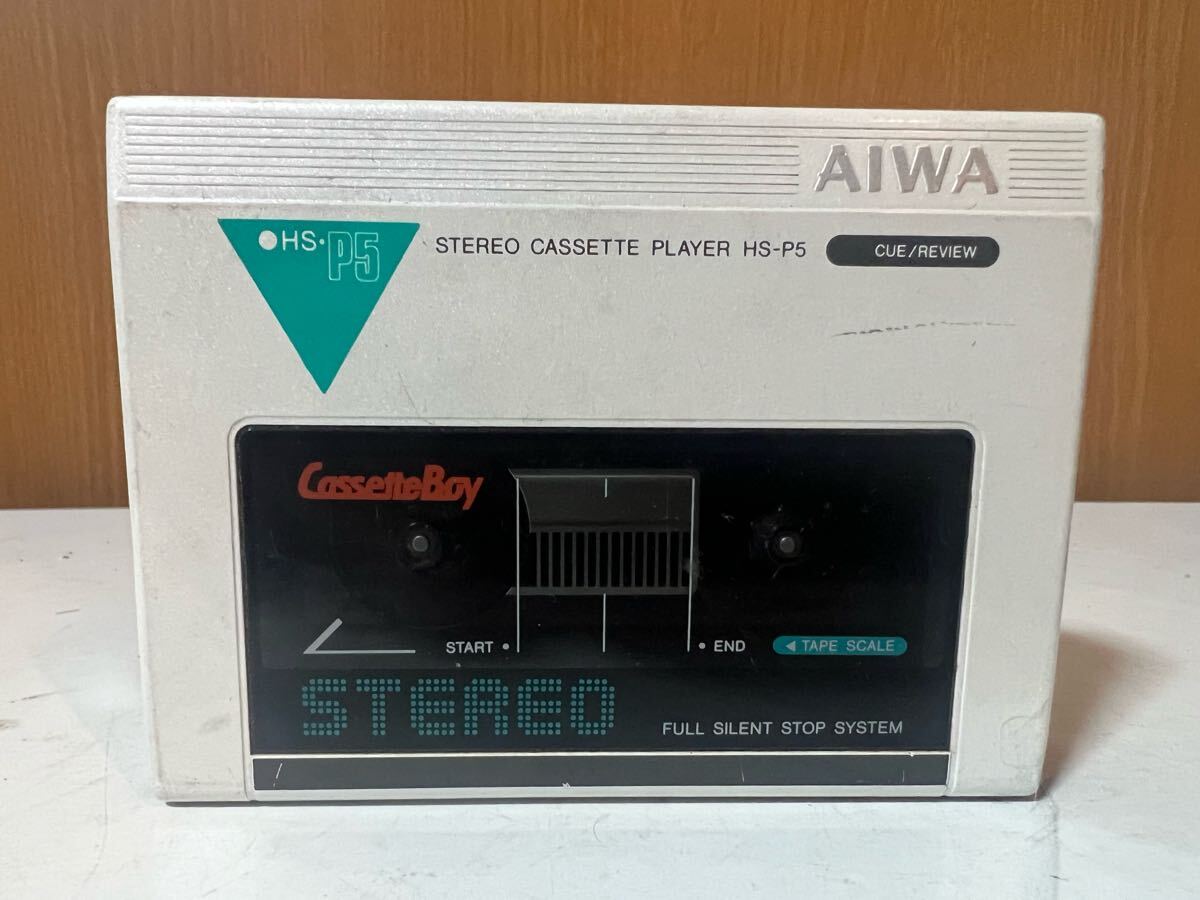 AIWA
HS·P5
STEREO CASSETTE PLAYER HS-P5
CUE/REVIEW
CassetteBoy
START •
• END
◀ TAPE SCALE
STEREO
FULL SILENT STOP SYSTEM